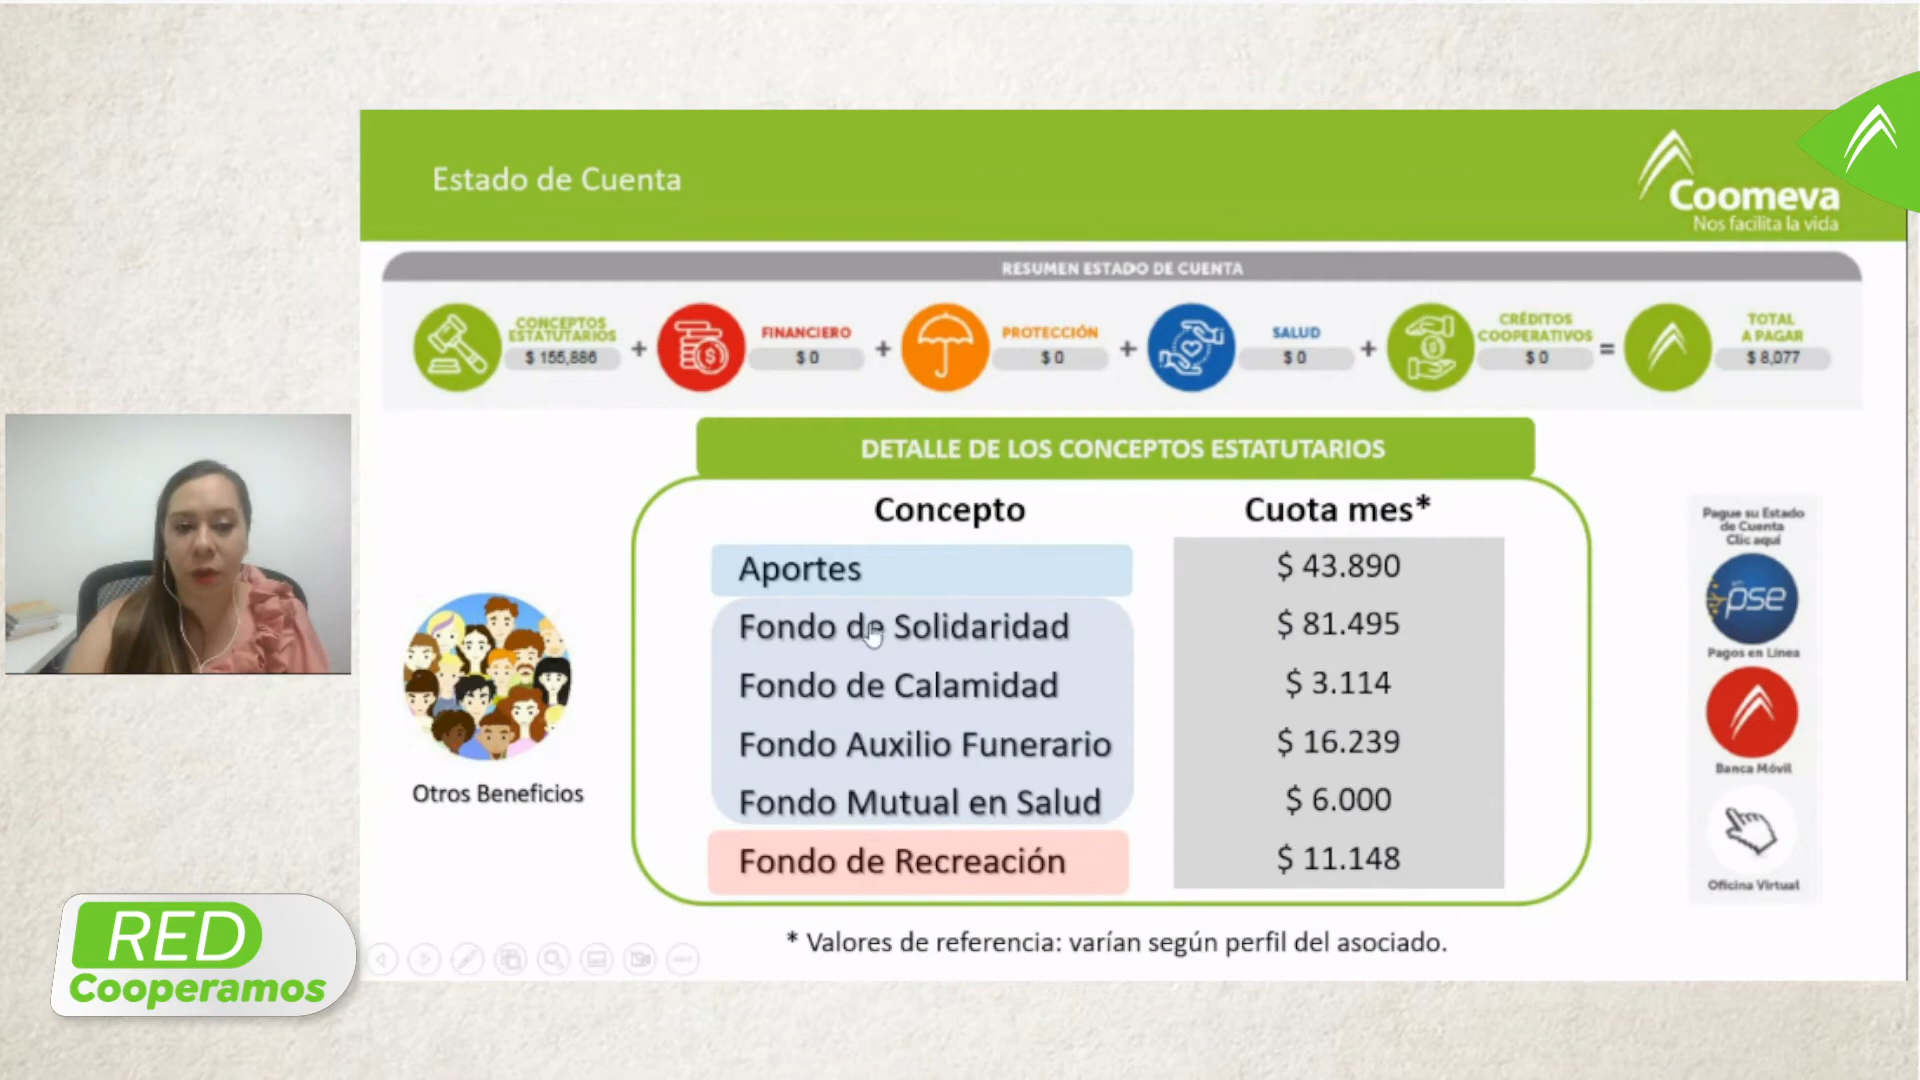 Estado de Cuenta
Coomeva
Nos facilita la vida
RESUMEN ESTADO DE CUENTA
CONCEPTOS
ESTATUTARIOS
$ 155,886
+
FINANCIERO
$ 0
+
PROTECCIÓN
$ 0
+
SALUD
$ 0
+
CRÉDITOS
COOPERATIVOS
$ 0
=
TOTAL
A PAGAR
$ 8,077
DETALLE DE LOS CONCEPTOS ESTATUTARIOS
Concepto Cuota mes*
Aportes $ 43.890
Fondo de Solidaridad $ 81.495
Fondo de Calamidad $ 3.114
Fondo Auxilio Funerario $ 16.239
Fondo Mutual en Salud $ 6.000
Fondo de Recreación $ 11.148
* Valores de referencia: varían según perfil del asociado.
Otros Beneficios
Pague su Estado
de Cuenta
Clic aquí
pse
Pagos en Línea
Banca Móvil
Oficina Virtual
RED
Cooperamos